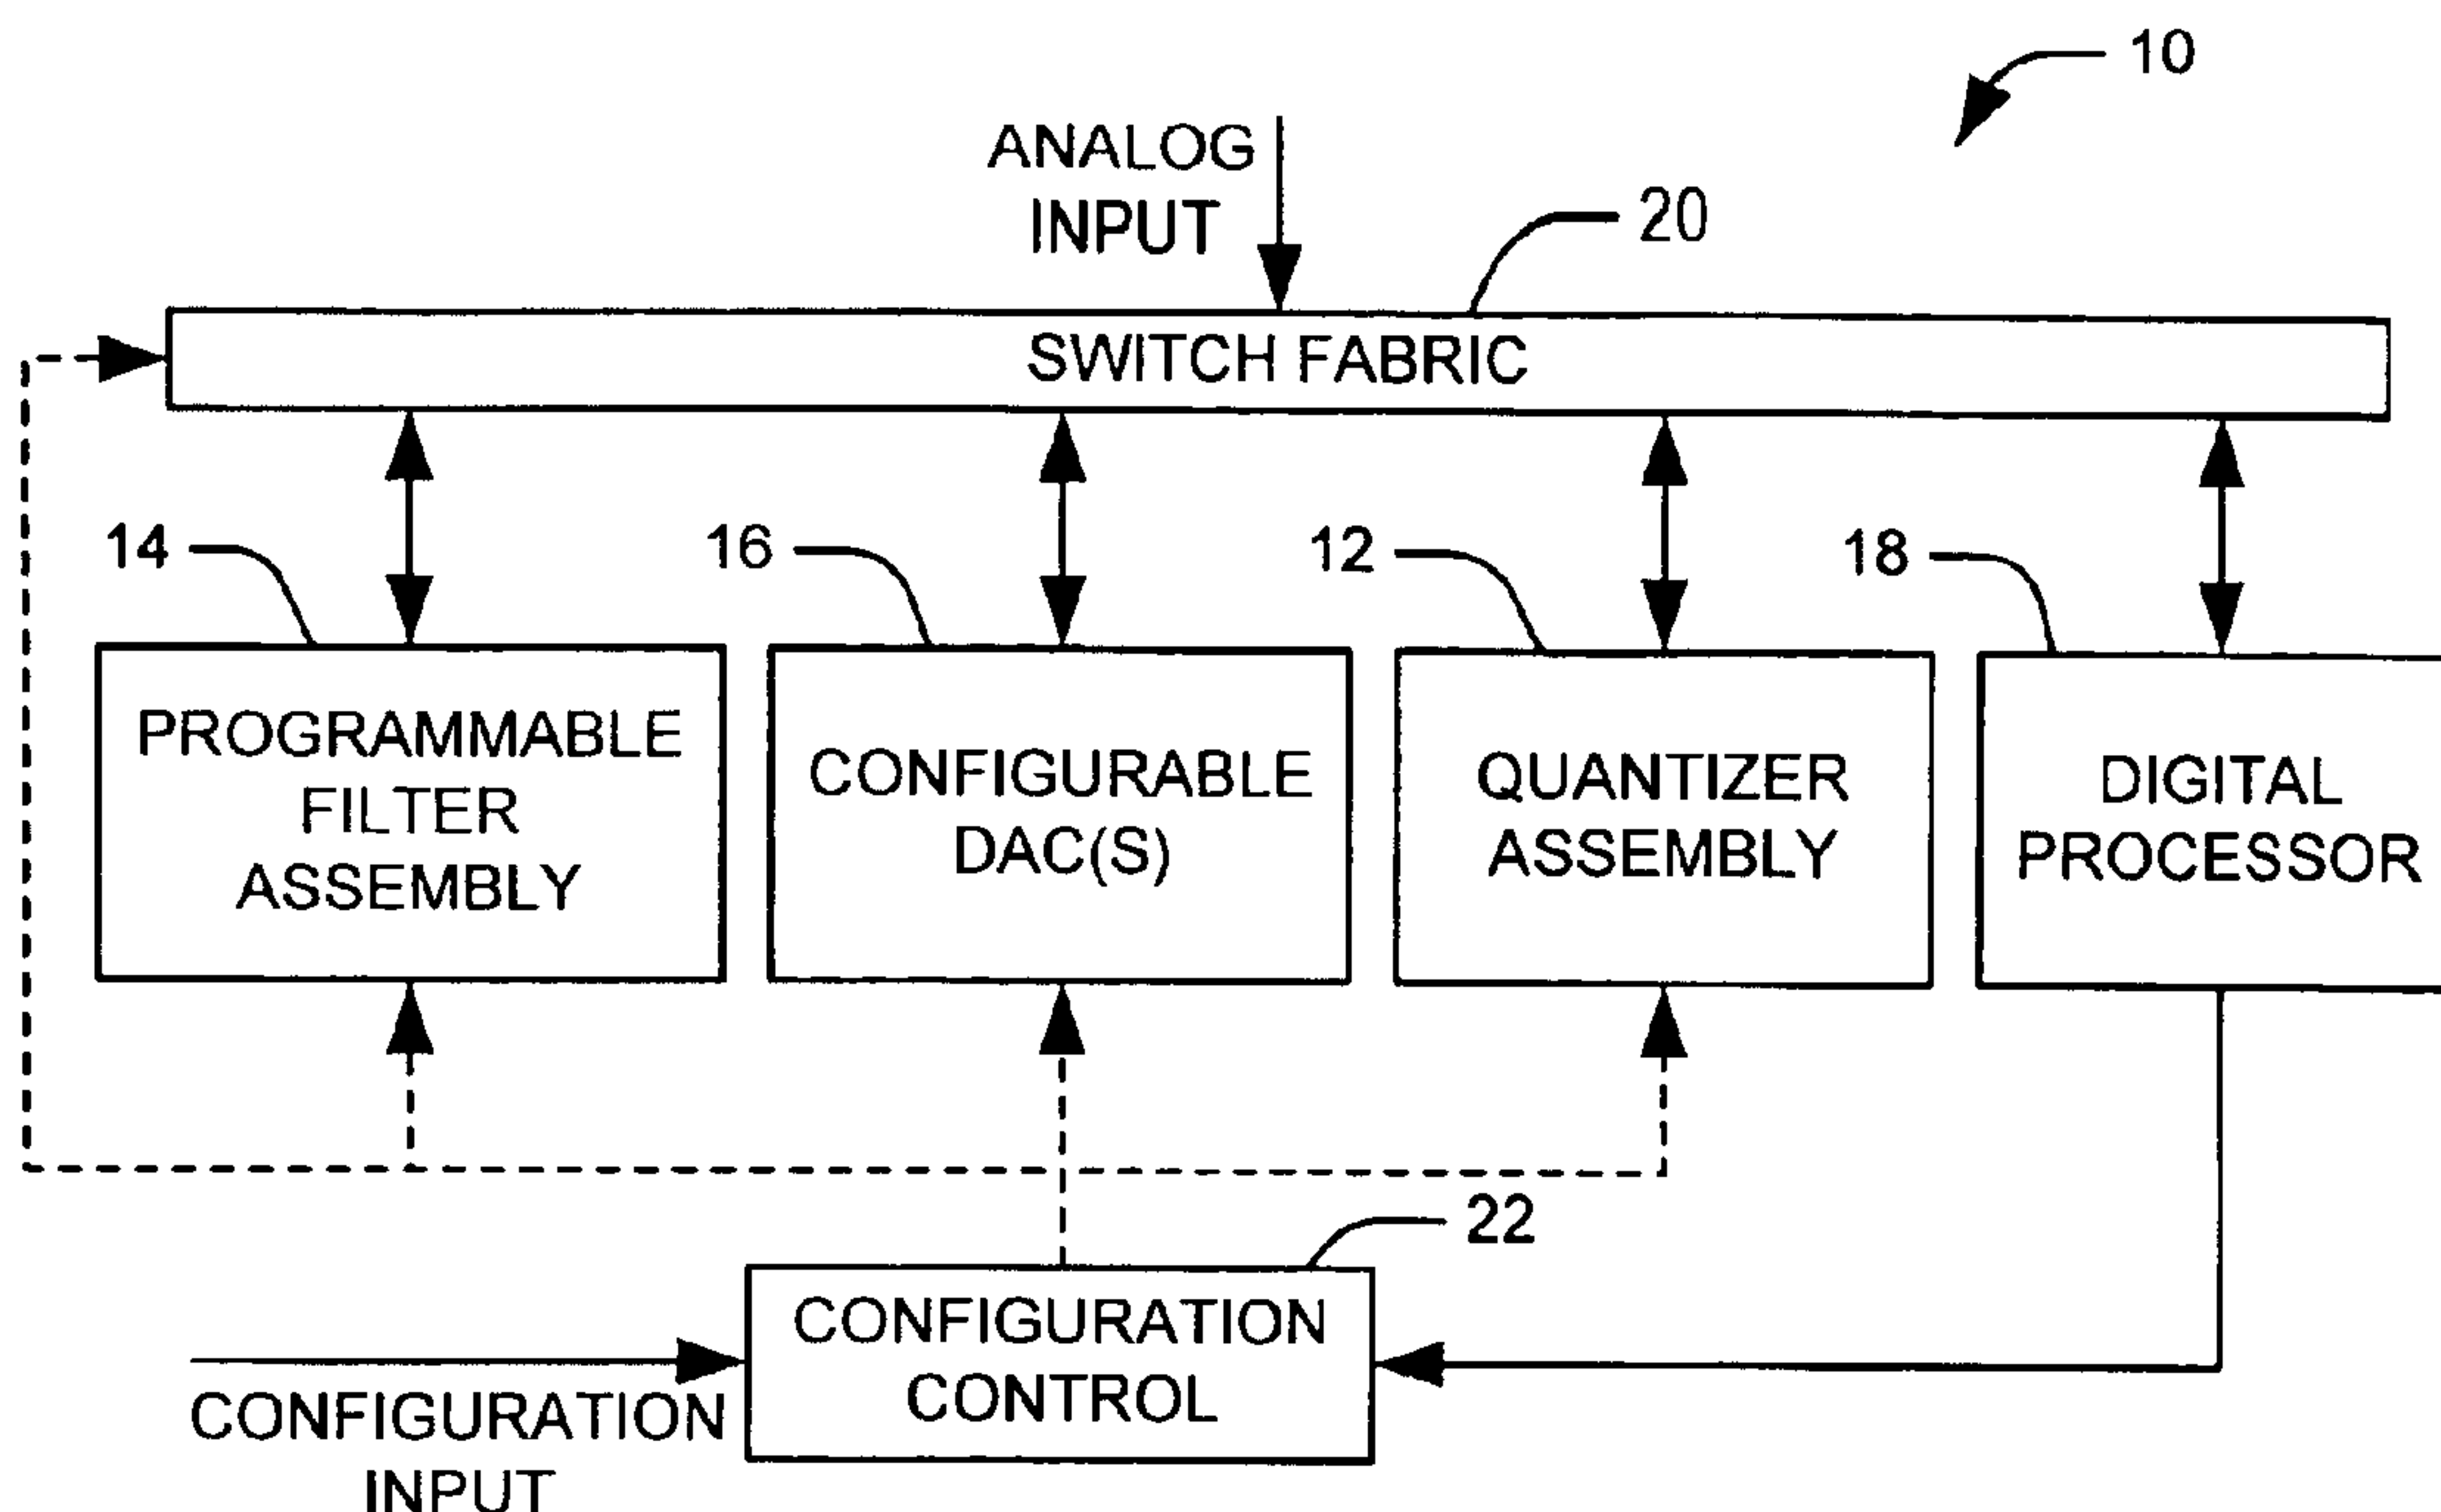 10
ANALOG
INPUT
20
SWITCH FABRIC
14
16
12
18
PROGRAMMABLE
FILTER
ASSEMBLY
CONFIGURABLE
DAC(S)
QUANTIZER
ASSEMBLY
DIGITAL
PROCESSOR
22
CONFIGURATION
CONTROL
CONFIGURATION
INPUT